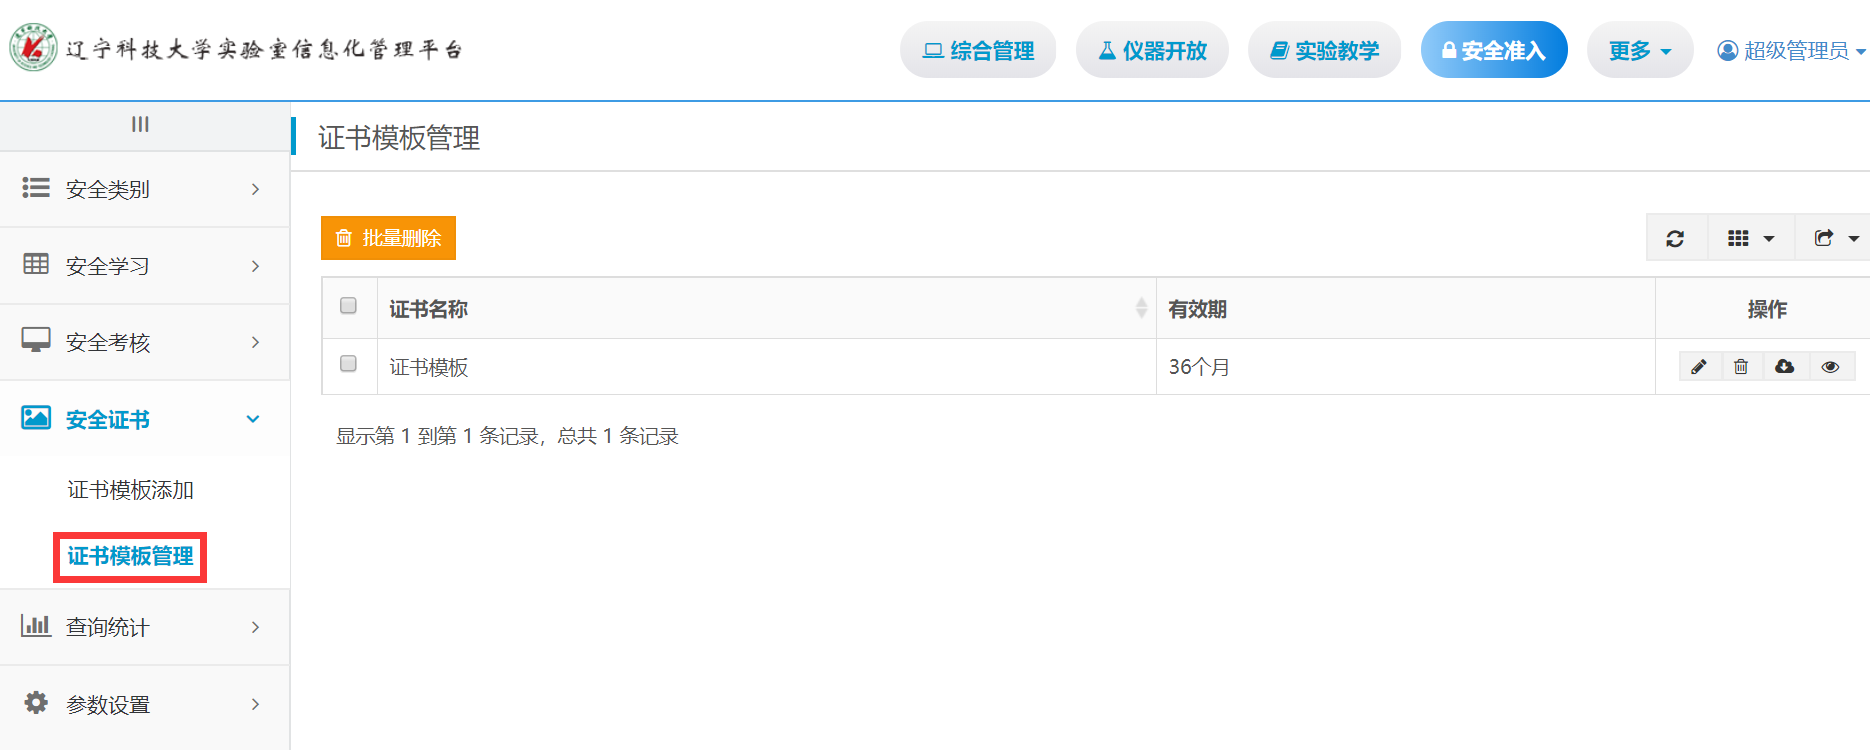 辽宁科技大学实验室信息化管理平台
综合管理
仪器开放
实验教学
安全准入
更多
超级管理员
安全类别
安全学习
安全考核
安全证书
证书模板添加
证书模板管理
查询统计
参数设置
证书模板管理
批量删除
证书名称 有效期 操作
证书模板 36个月
显示第 1 到第 1 条记录，总共 1 条记录